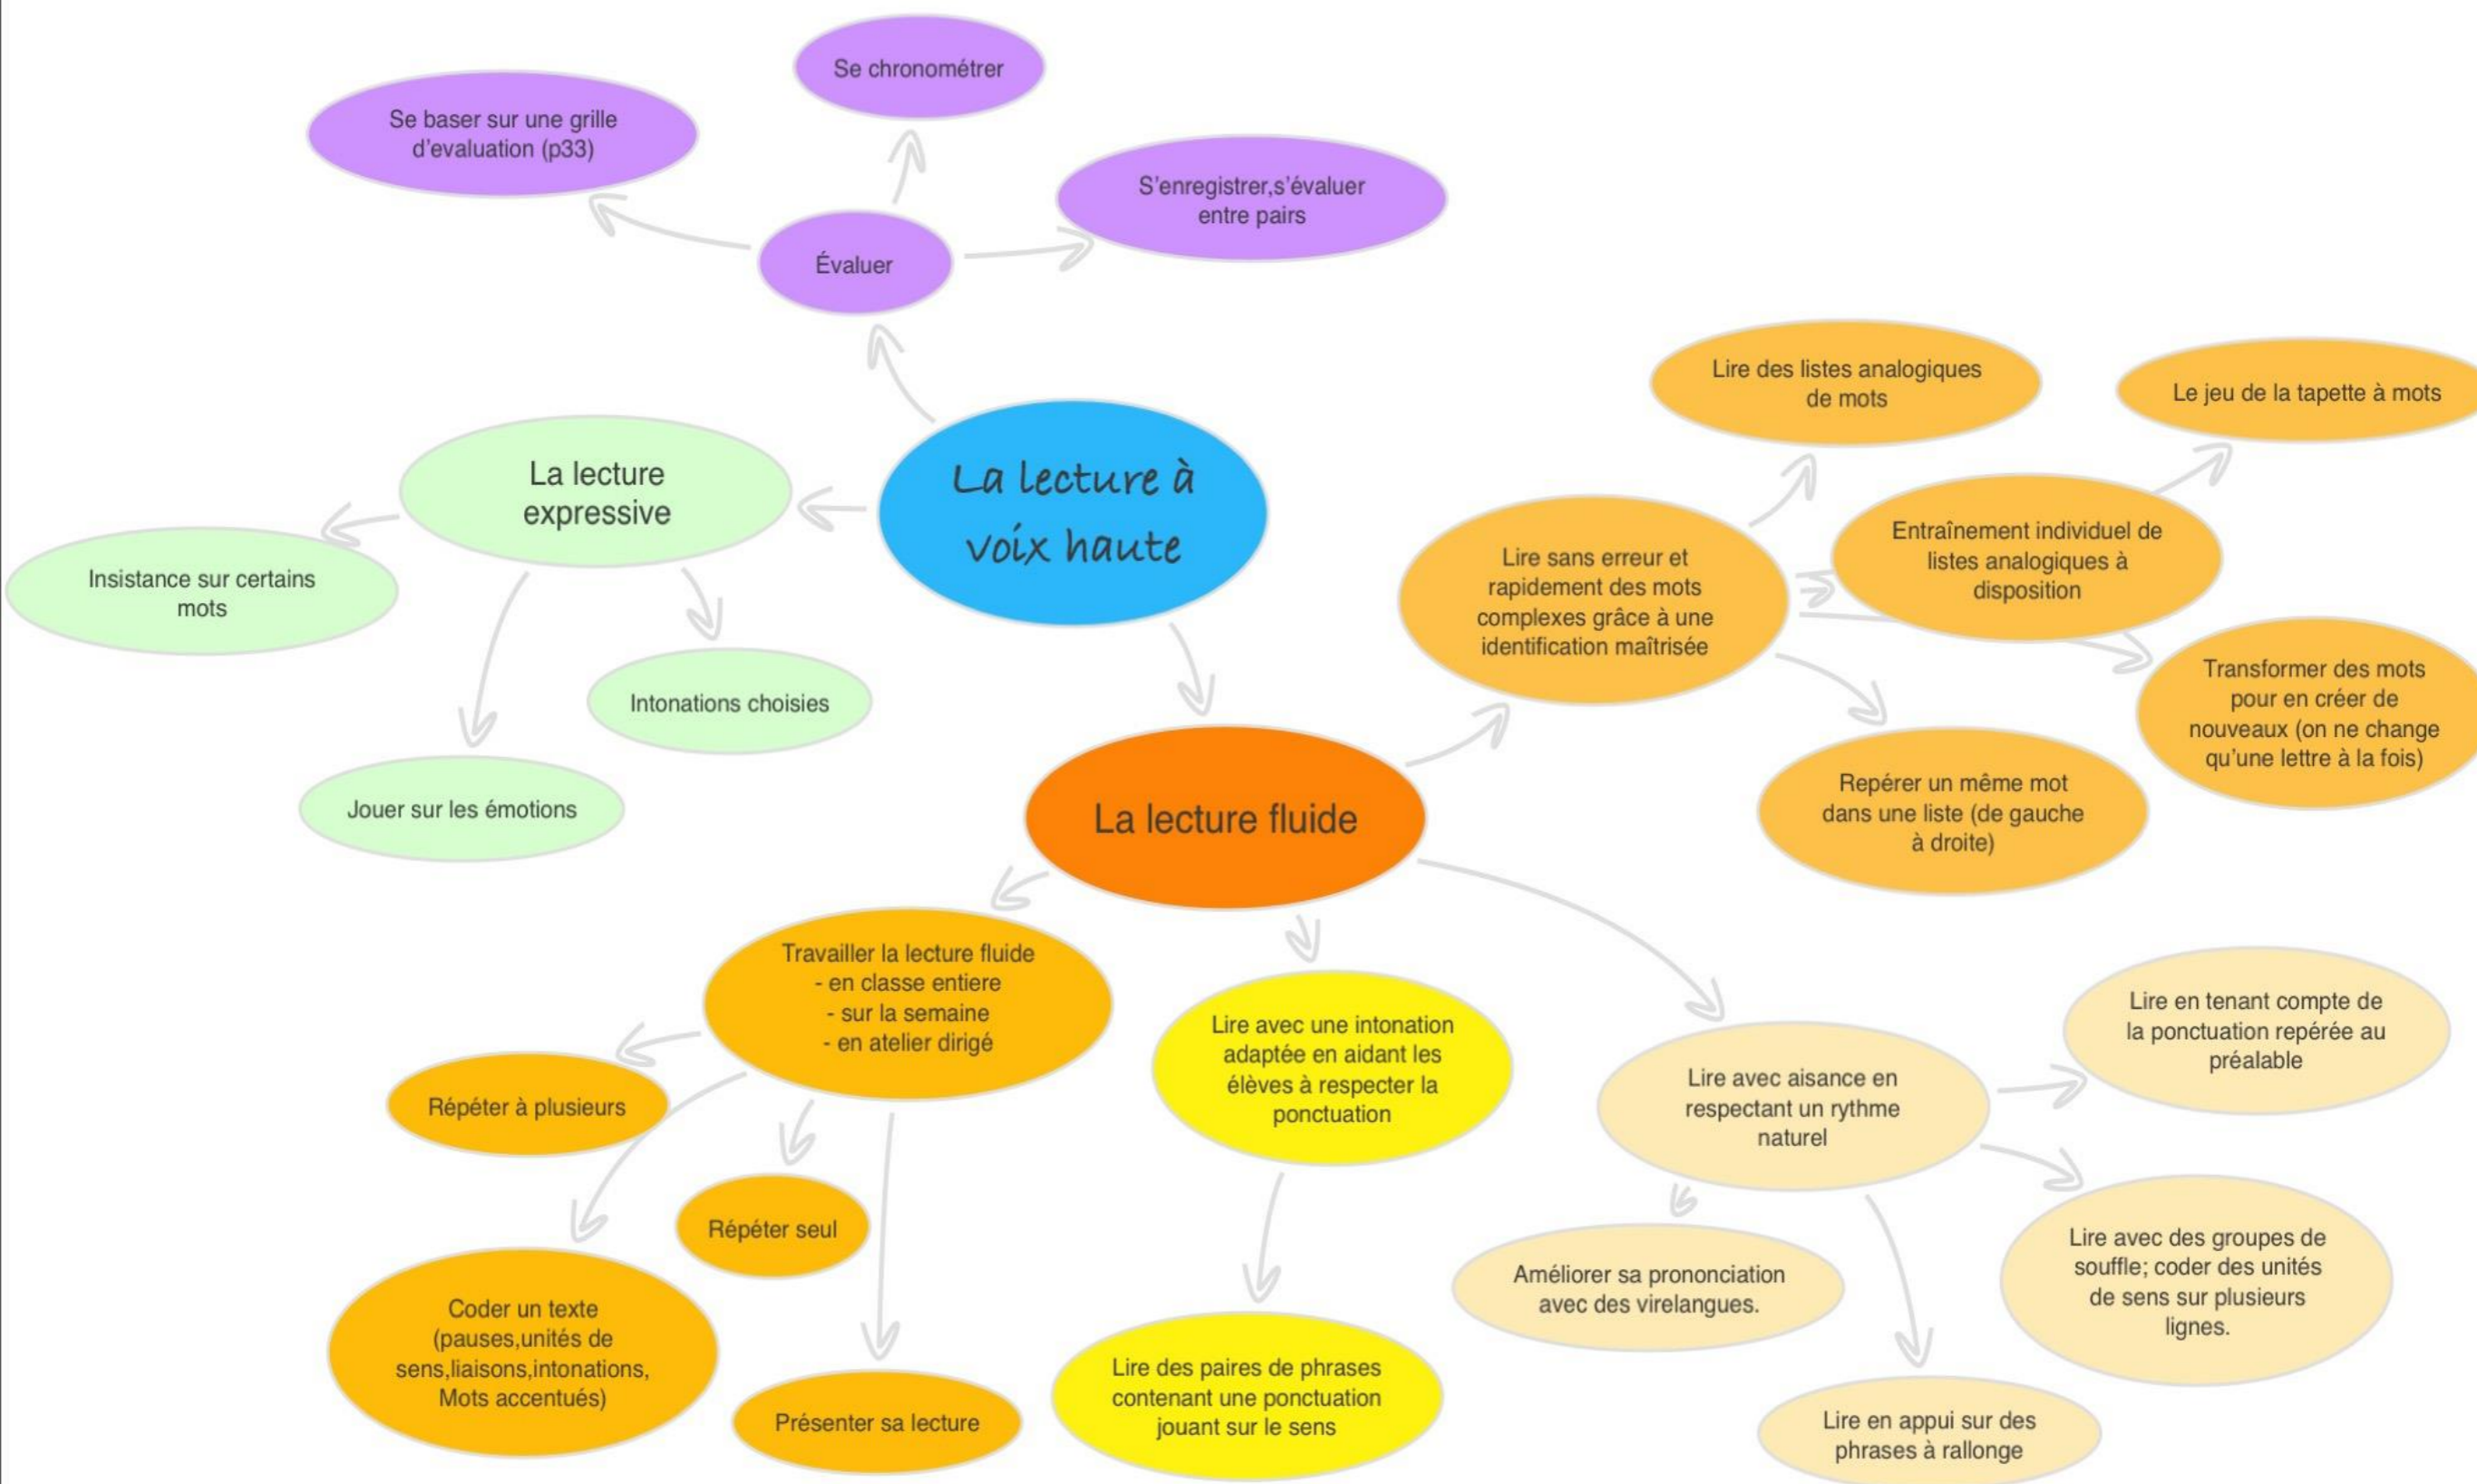 Se chronométrer
Se baser sur une grille
d'evaluation (p33)
S'enregistrer,s'évaluer
entre pairs
Évaluer
La lecture à
voix haute
La lecture
expressive
Insistance sur certains
mots
Intonations choisies
Jouer sur les émotions
La lecture fluide
Lire sans erreur et
rapidement des mots
complexes grâce à une
identification maîtrisée
Lire des listes analogiques
de mots
Le jeu de la tapette à mots
Entraînement individuel de
listes analogiques à
disposition
Transformer des mots
pour en créer de
nouveaux (on ne change
qu'une lettre à la fois)
Repérer un même mot
dans une liste (de gauche
à droite)
Travailler la lecture fluide
- en classe entiere
- sur la semaine
- en atelier dirigé
Répéter à plusieurs
Répéter seul
Coder un texte
(pauses,unités de
sens,liaisons,intonations,
Mots accentués)
Présenter sa lecture
Lire avec une intonation
adaptée en aidant les
élèves à respecter la
ponctuation
Lire des paires de phrases
contenant une ponctuation
jouant sur le sens
Lire avec aisance en
respectant un rythme
naturel
Lire en tenant compte de
la ponctuation repérée au
préalable
Lire avec des groupes de
souffle; coder des unités
de sens sur plusieurs
lignes.
Améliorer sa prononciation
avec des virelangues.
Lire en appui sur des
phrases à rallonge